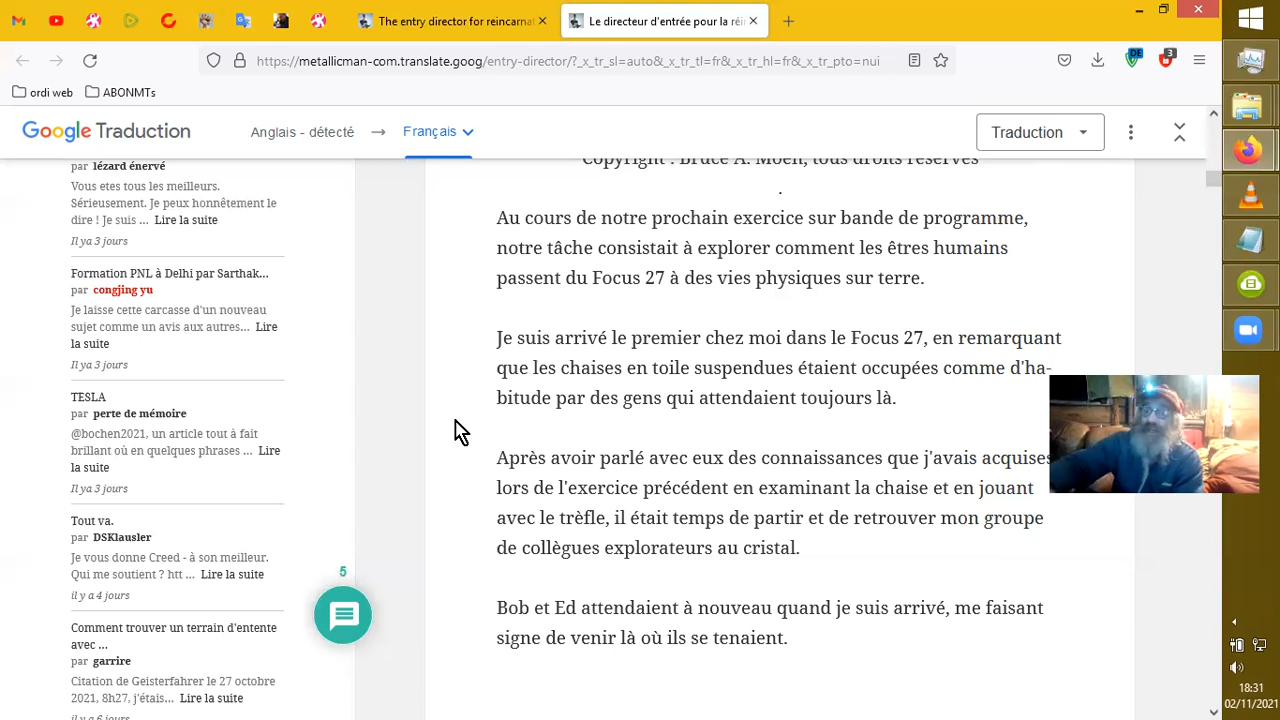 The entry director for reincarnat
Le directeur d'entrée pour la réin
https://metallicman-com.translate.goog/entry-director/?_x_tr_sl=auto&_x_tr_tl=fr&_x_tr_hl=fr&_x_tr_pto=nui
DE
3
ordi web
ABONMTs
Google Traduction
Anglais - détecté
Français
Traduction
par lézard énervé
Vous etes tous les meilleurs.
Sérieusement. Je peux honnêtement le
dire ! Je suis ... Lire la suite
Il y a 3 jours
Formation PNL à Delhi par Sarthak...
par congjing yu
Je laisse cette carcasse d'un nouveau
sujet comme un avis aux autres... Lire
la suite
Il y a 3 jours
TESLA
par perte de mémoire
@bochen2021, un article tout à fait
brillant où en quelques phrases ... Lire
la suite
Il y a 3 jours
Tout va.
par DSKlausler
Je vous donne Creed - à son meilleur.
Qui me soutient ? htt ... Lire la suite
il y a 4 jours
Comment trouver un terrain d'entente
avec ...
par garrire
Citation de Geisterfahrer le 27 octobre
2021, 8h27, j'étais... Lire la suite
il y a 6 jours
5
Copyright : Bruce A. Moen, tous droits réservés
.
Au cours de notre prochain exercice sur bande de programme,
notre tâche consistait à explorer comment les êtres humains
passent du Focus 27 à des vies physiques sur terre.
Je suis arrivé le premier chez moi dans le Focus 27, en remarquant
que les chaises en toile suspendues étaient occupées comme d'ha-
bitude par des gens qui attendaient toujours là.
Après avoir parlé avec eux des connaissances que j'avais acquises
lors de l'exercice précédent en examinant la chaise et en jouant
avec le trèfle, il était temps de partir et de retrouver mon groupe
de collègues explorateurs au cristal.
Bob et Ed attendaient à nouveau quand je suis arrivé, me faisant
signe de venir là où ils se tenaient.
18:31
02/11/2021